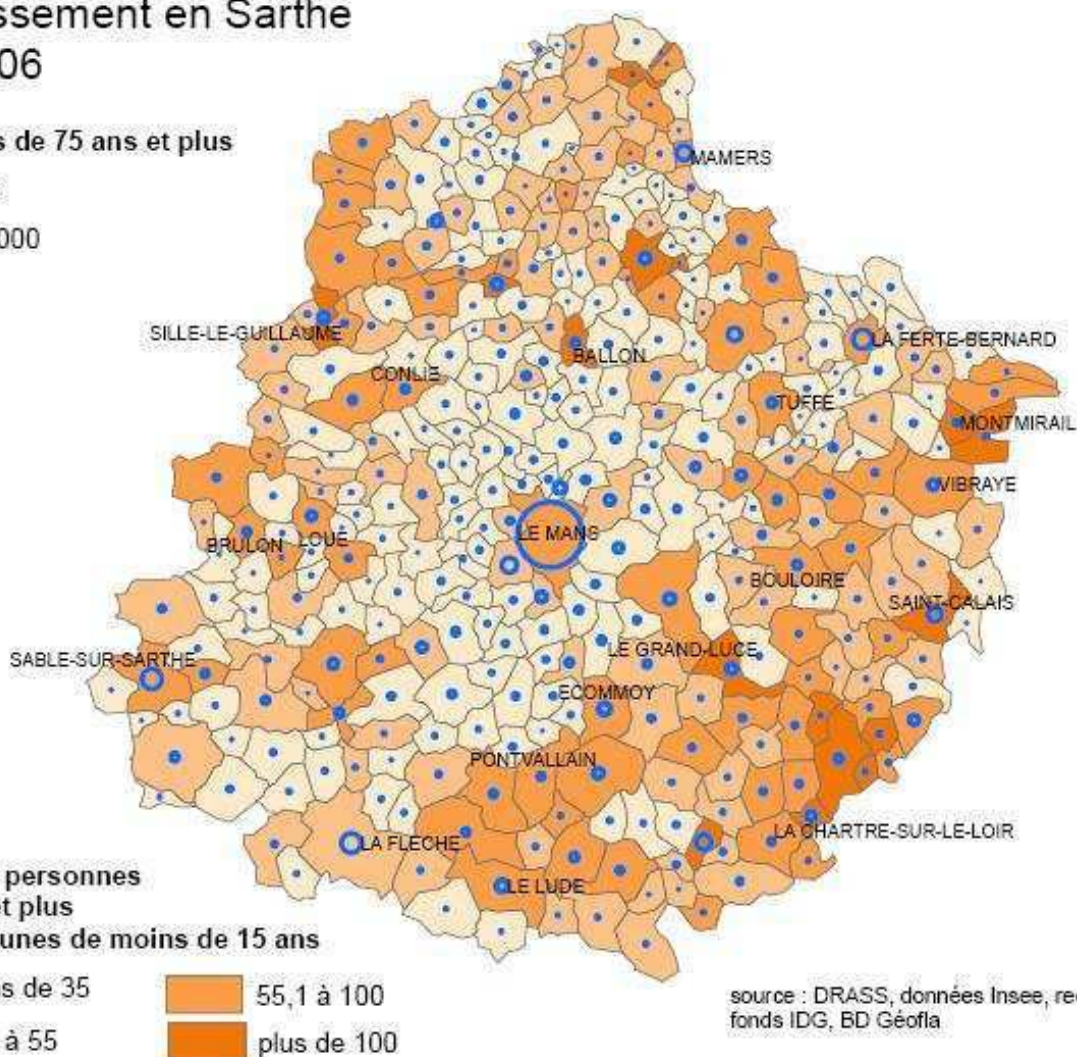 ssement en Sarthe
06
s de 75 ans et plus
000
MAMERS
SILLE-LE-GUILLAUME
LA FERTE-BERNARD
BALLON
CONLIE
TUFFE
MONTMIRAIL
VIBRAYE
LE MANS
BRULON
LOUE
BOULOIRE
SAINT-CALAIS
LE GRAND-LUCE
SABLE-SUR-SARTHE
ECOMMOY
PONTVALLAIN
LA CHARTRE-SUR-LE-LOIR
LA FLECHE
LE LUDE
personnes
et plus
unes de moins de 15 ans
s de 35
55,1 à 100
à 55
plus de 100
source : DRASS, données Insee, re
fonds IDG, BD Géofla